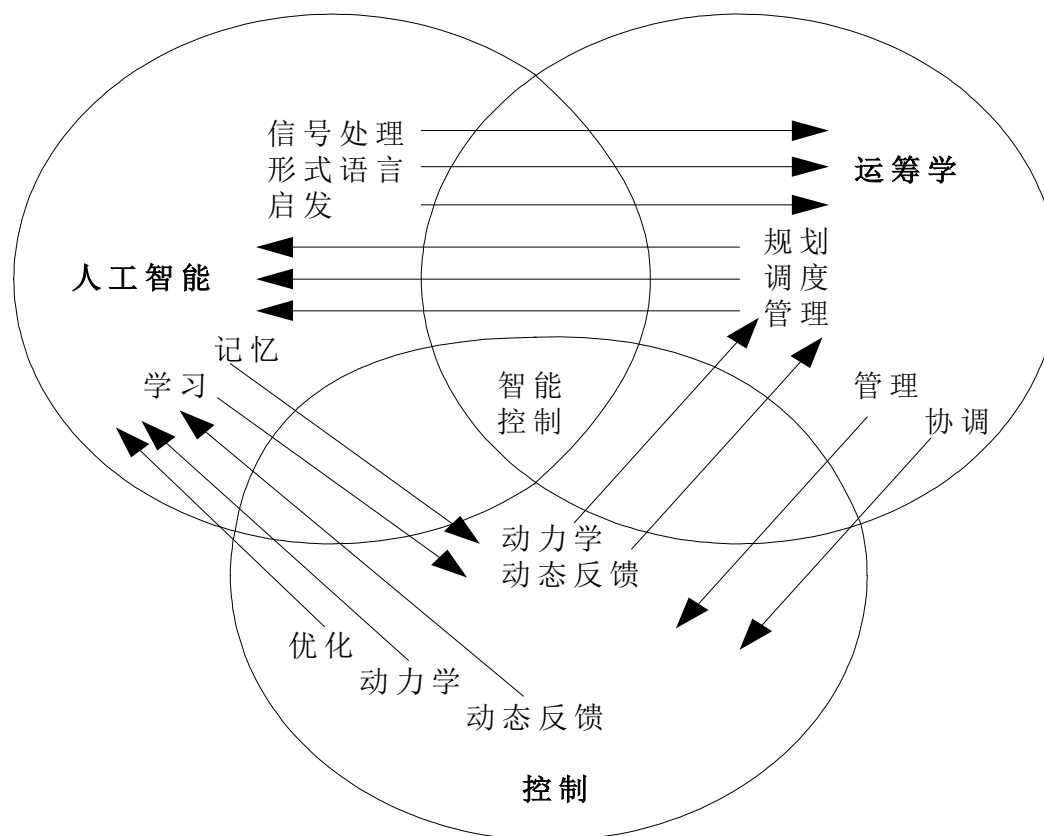 信号处理
形式语言
启发
运筹学
规划
调度
管理
人工智能
记忆
学习
智能
控制
管理
协调
动力学
动态反馈
优化
动力学
动态反馈
控制